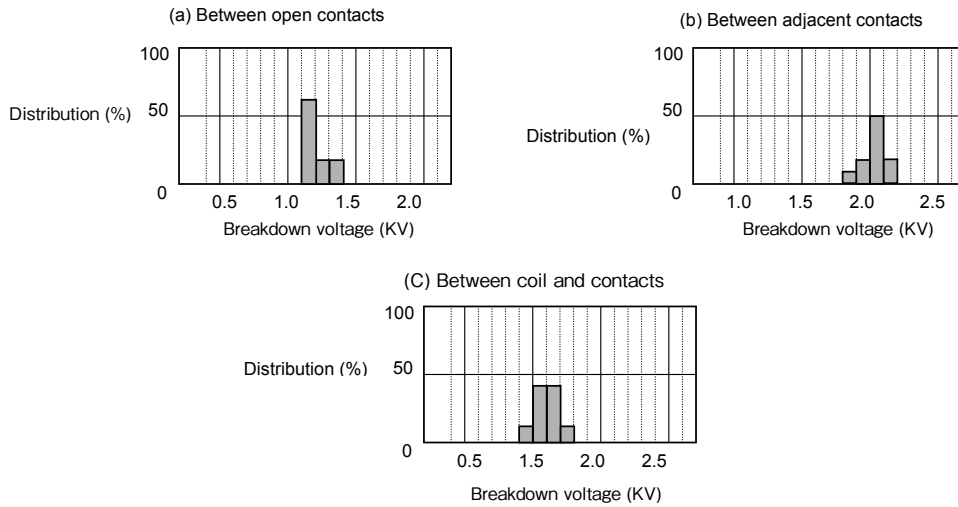 (a) Between open contacts
100
Distribution (%)
50
0
0.5 1.0 1.5 2.0
Breakdown voltage (KV)
(b) Between adjacent contacts
100
50
Distribution (%)
0
1.0 1.5 2.0 2.5
Breakdown voltage (KV)
(C) Between coil and contacts
100
Distribution (%)
50
0
0.5 1.5 2.0 2.5
Breakdown voltage (KV)